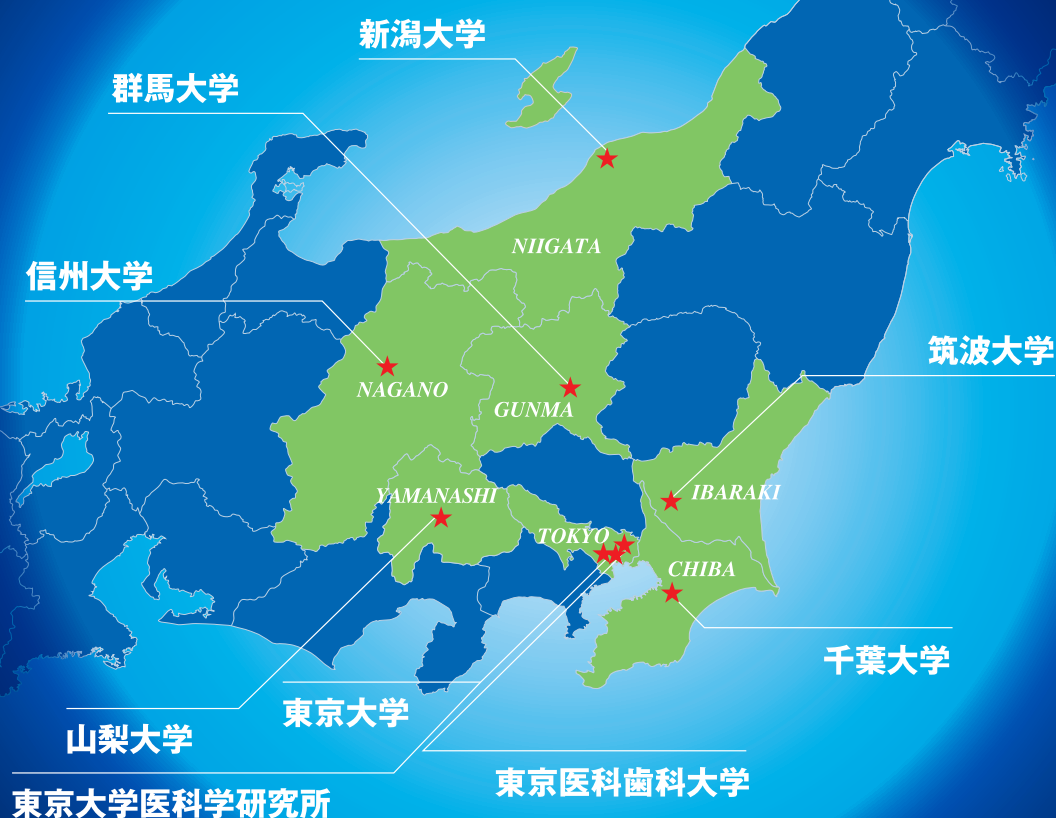 新潟大学
群馬大学
NIIGATA
信州大学
筑波大学
NAGANO
GUNMA
YAMANASHI
IBARAKI
TOKYO
CHIBA
千葉大学
東京大学
山梨大学
東京医科歯科大学
東京大学医科学研究所